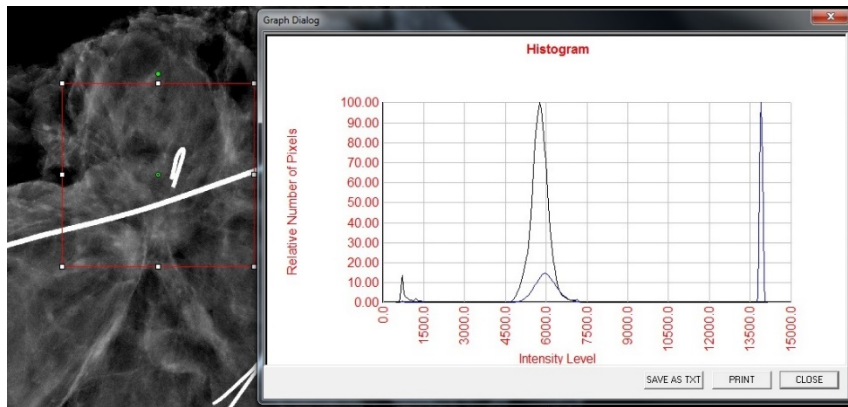 Graph Dialog
x
Histogram
Relative Number of Pixels
100.00
90.00
80.00
70.00
60.00
50.00
40.00
30.00
20.00
10.00
0.00
0.0
1500.0
3000.0
4500.0
6000.0
7500.0
9000.0
10500.0
12000.0
13500.0
15000.0
Intensity Level
SAVE AS TXT
PRINT
CLOSE